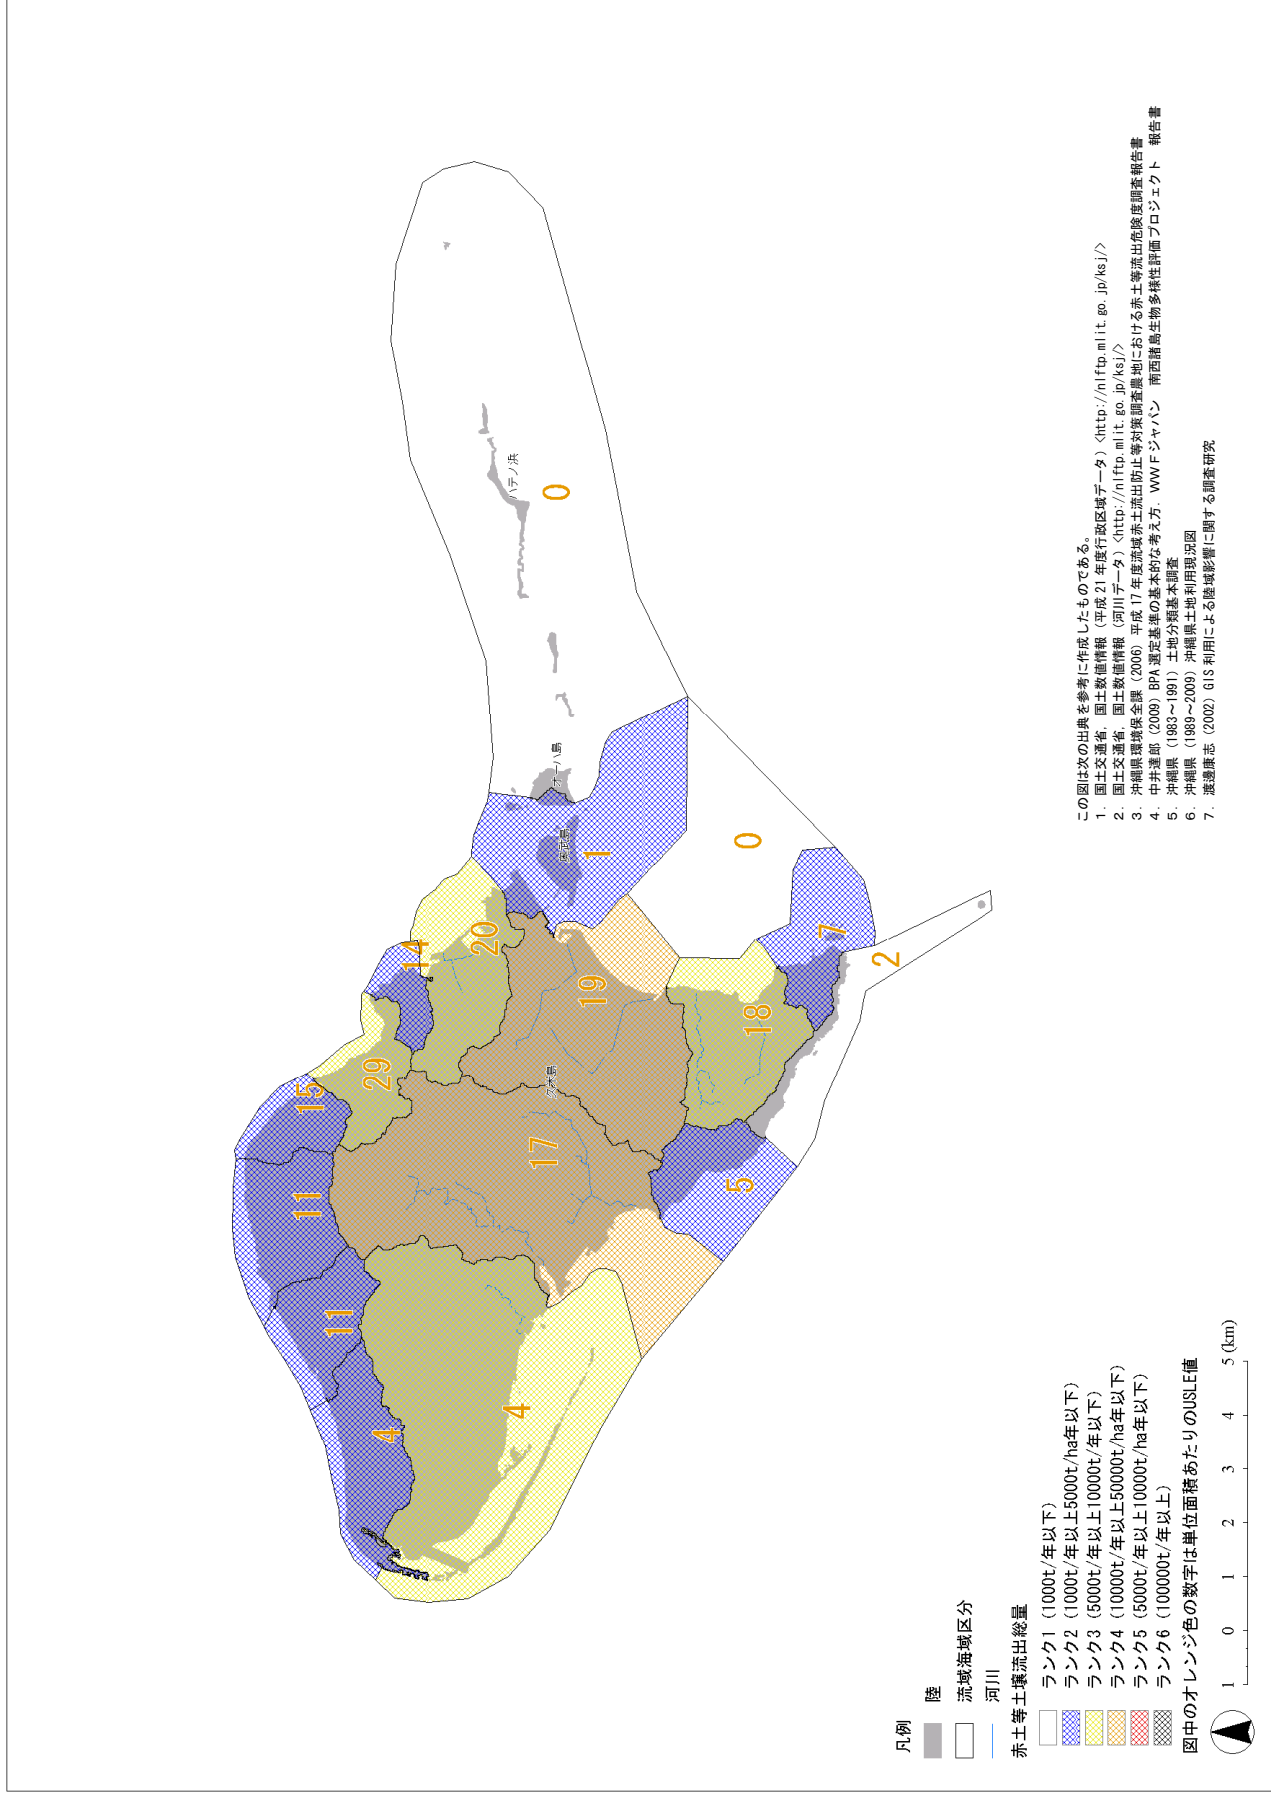 ハテノ浜
0
オーハ島
奥武島
1
0
7
2
14
20
19
18
久米島
29
15
17
11
5
11
4
4
この図は次の出典を参考に作成したものである。
1. 国土交通省, 国土数値情報（平成21年度行政区域データ）<http://nlftp.mlit.go.jp/ksj/>
2. 国土交通省, 国土数値情報（河川データ）<http://nlftp.mlit.go.jp/ksj/>
3. 沖縄県環境保全課（2006）平成17年度流域赤土流出防止等対策調査農地における赤土等流出危険度調査報告書
4. 中井達郎（2009）BPA選定基準の基本的な考え方. WWFジャパン 南西諸島生物多様性評価プロジェクト 報告書
5. 沖縄県（1983～1991）土地分類基本調査
6. 沖縄県（1989～2009）沖縄県土地利用現況図
7. 渡邊康志（2002）GIS利用による陸域影響に関する調査研究
凡例
陸
流域海域区分
河川
赤土等土壌流出総量
ランク1（1000t/年以下）
ランク2（1000t/年以上5000t/ha年以下）
ランク3（5000t/年以上10000t/年以下）
ランク4（10000t/年以上50000t/ha年以下）
ランク5（5000t/年以上10000t/ha年以下）
ランク6（100000t/年以上）
図中のオレンジ色の数字は単位面積あたりのUSLE値
1 0 1 2 3 4 5 (km)